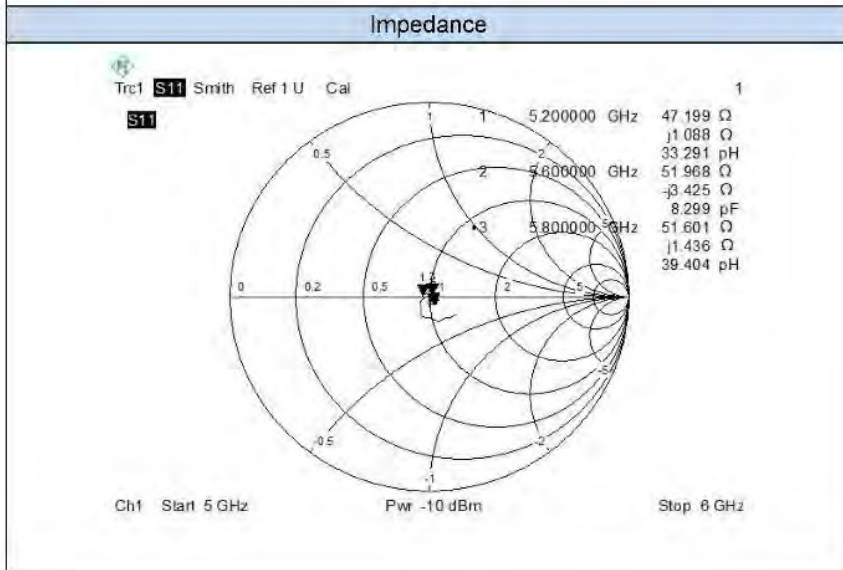 Impedance
Trc1 S11 Smith Ref 1 U Cal
1
S11
1 5.200000 GHz 47.199 Ω
j1.088 Ω
33.291 pH
2 5.600000 GHz 51.968 Ω
-j3.425 Ω
8.299 pF
3 5.800000 GHz 51.601 Ω
j1.436 Ω
39.404 pH
1
0.5
2
5
0 0.2 0.5 1 2 5
-5
-0.5
-2
-1
Ch1 Start 5 GHz Pwr -10 dBm Stop 6 GHz